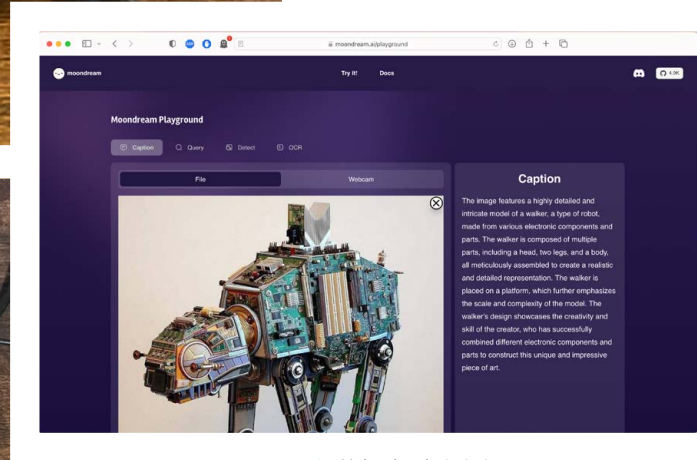 moondream.ai/playground
moondream
Try it!
Docs
4.9K
Moondream Playground
Caption
Query
Detect
OCR
File
Webcam
Caption
The image features a highly detailed and
intricate model of a walker, a type of robot,
made from various electronic components and
parts. The walker is composed of multiple
parts, including a head, two legs, and a body,
all meticulously assembled to create a realistic
and detailed representation. The walker is
placed on a platform, which further emphasizes
the scale and complexity of the model. The
walker's design showcases the creativity and
skill of the creator, who has successfully
combined different electronic components and
parts to construct this unique and impressive
piece of art.